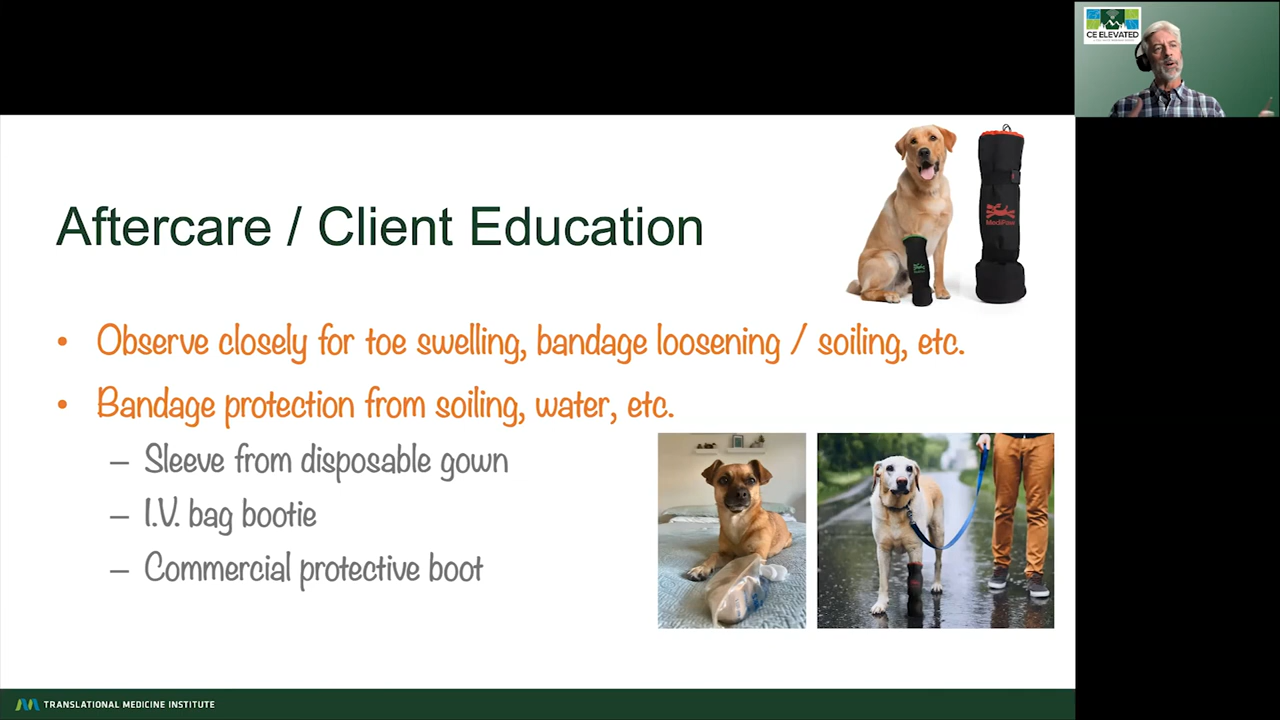 CE ELEVATED
MediPaw
Aftercare / Client Education
• Observe closely for toe swelling, bandage loosening / soiling, etc.
• Bandage protection from soiling, water, etc.
– Sleeve from disposable gown
– I.V. bag bootie
– Commercial protective boot
TRANSLATIONAL MEDICINE INSTITUTE